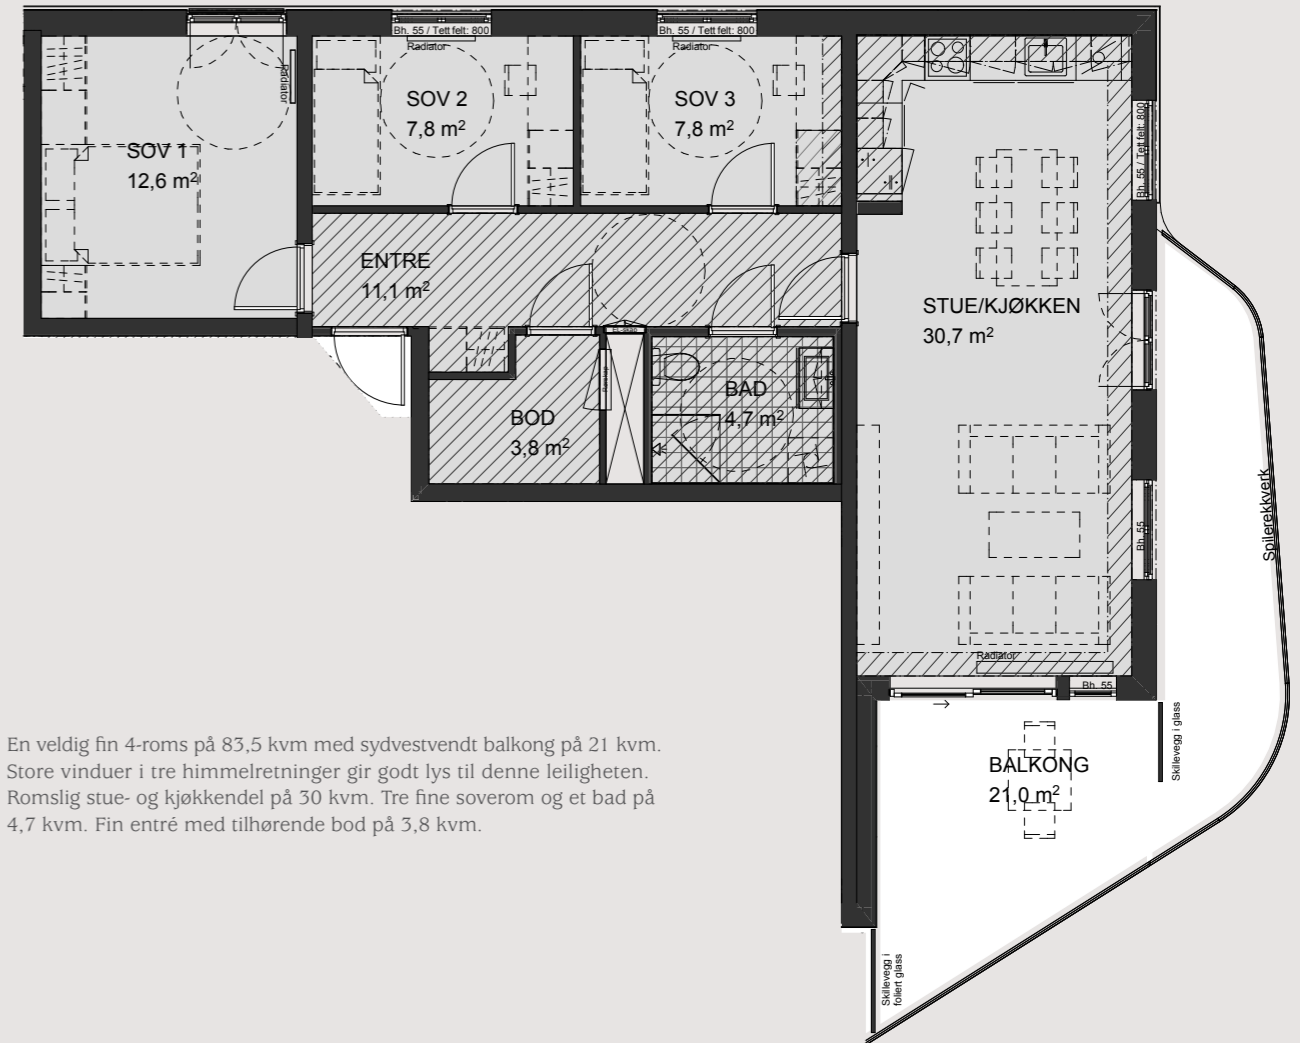 Bh. 55 / Tett felt: 800
Radiator
Bh. 55 / Tett felt: 800
Radiator
Radiator
SOV 1
12,6 m²
SOV 2
7,8 m²
SOV 3
7,8 m²
Bh. 55 / Tett felt: 800
ENTRE
11,1 m²
STUE/KJØKKEN
30,7 m²
BOD
3,8 m²
BAD
4,7 m²
Bh. 55
Spilerekkverk
Radiator
Bh. 55
Skillevegg i glass
BALKONG
21,0 m²
Skillevegg i
foliert glass
En veldig fin 4-roms på 83,5 kvm med sydvestvendt balkong på 21 kvm.
Store vinduer i tre himmelretninger gir godt lys til denne leiligheten.
Romslig stue- og kjøkkendel på 30 kvm. Tre fine soverom og et bad på
4,7 kvm. Fin entré med tilhørende bod på 3,8 kvm.